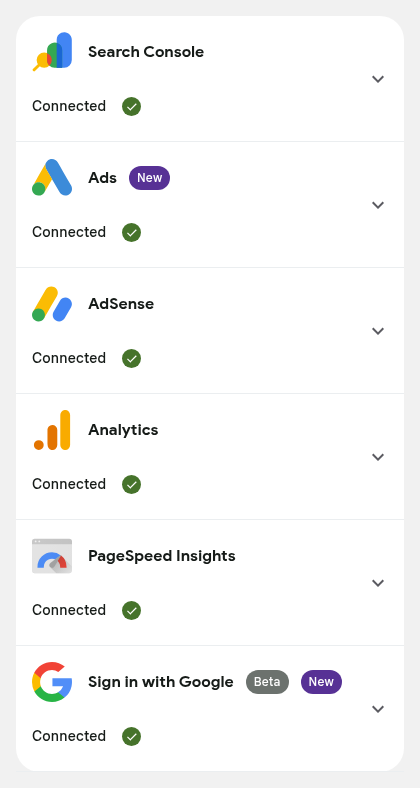 Search Console
Connected
Ads New
Connected
AdSense
Connected
Analytics
Connected
PageSpeed Insights
Connected
Sign in with Google Beta New
Connected